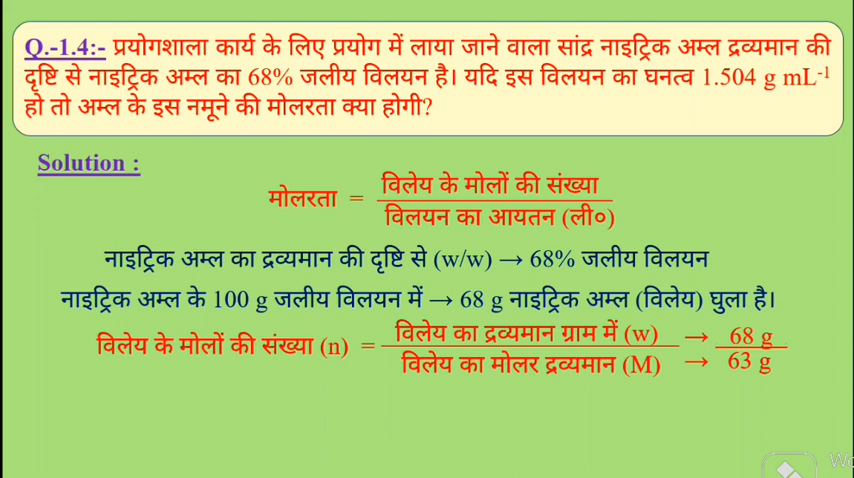 Q.-1.4:- प्रयोगशाला कार्य के लिए प्रयोग में लाया जाने वाला सांद्र नाइट्रिक अम्ल द्रव्यमान की
दृष्टि से नाइट्रिक अम्ल का 68% जलीय विलयन है। यदि इस विलयन का घनत्व 1.504 g mL⁻¹
हो तो अम्ल के इस नमूने की मोलरता क्या होगी?
Solution :
विलेय के मोलों की संख्या
मोलरता =
विलयन का आयतन (ली०)
नाइट्रिक अम्ल का द्रव्यमान की दृष्टि से (w/w) → 68% जलीय विलयन
नाइट्रिक अम्ल के 100 g जलीय विलयन में → 68 g नाइट्रिक अम्ल (विलेय) घुला है।
विलेय का द्रव्यमान ग्राम में (w) → 68 g
विलेय के मोलों की संख्या (n) =
विलेय का मोलर द्रव्यमान (M) → 63 g